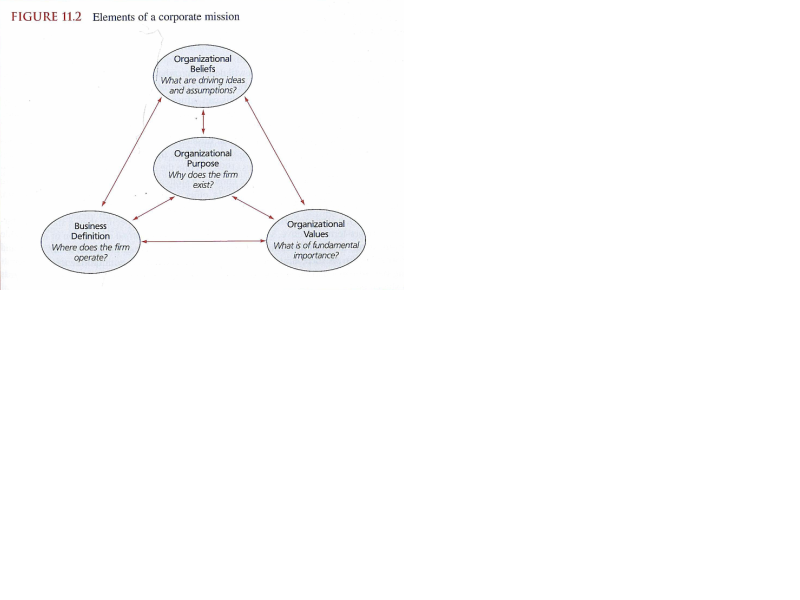 FIGURE 11.2 Elements of a corporate mission
Organizational
Beliefs
What are driving ideas
and assumptions?
Organizational
Purpose
Why does the firm
exist?
Business
Definition
Where does the firm
operate?
Organizational
Values
What is of fundamental
importance?